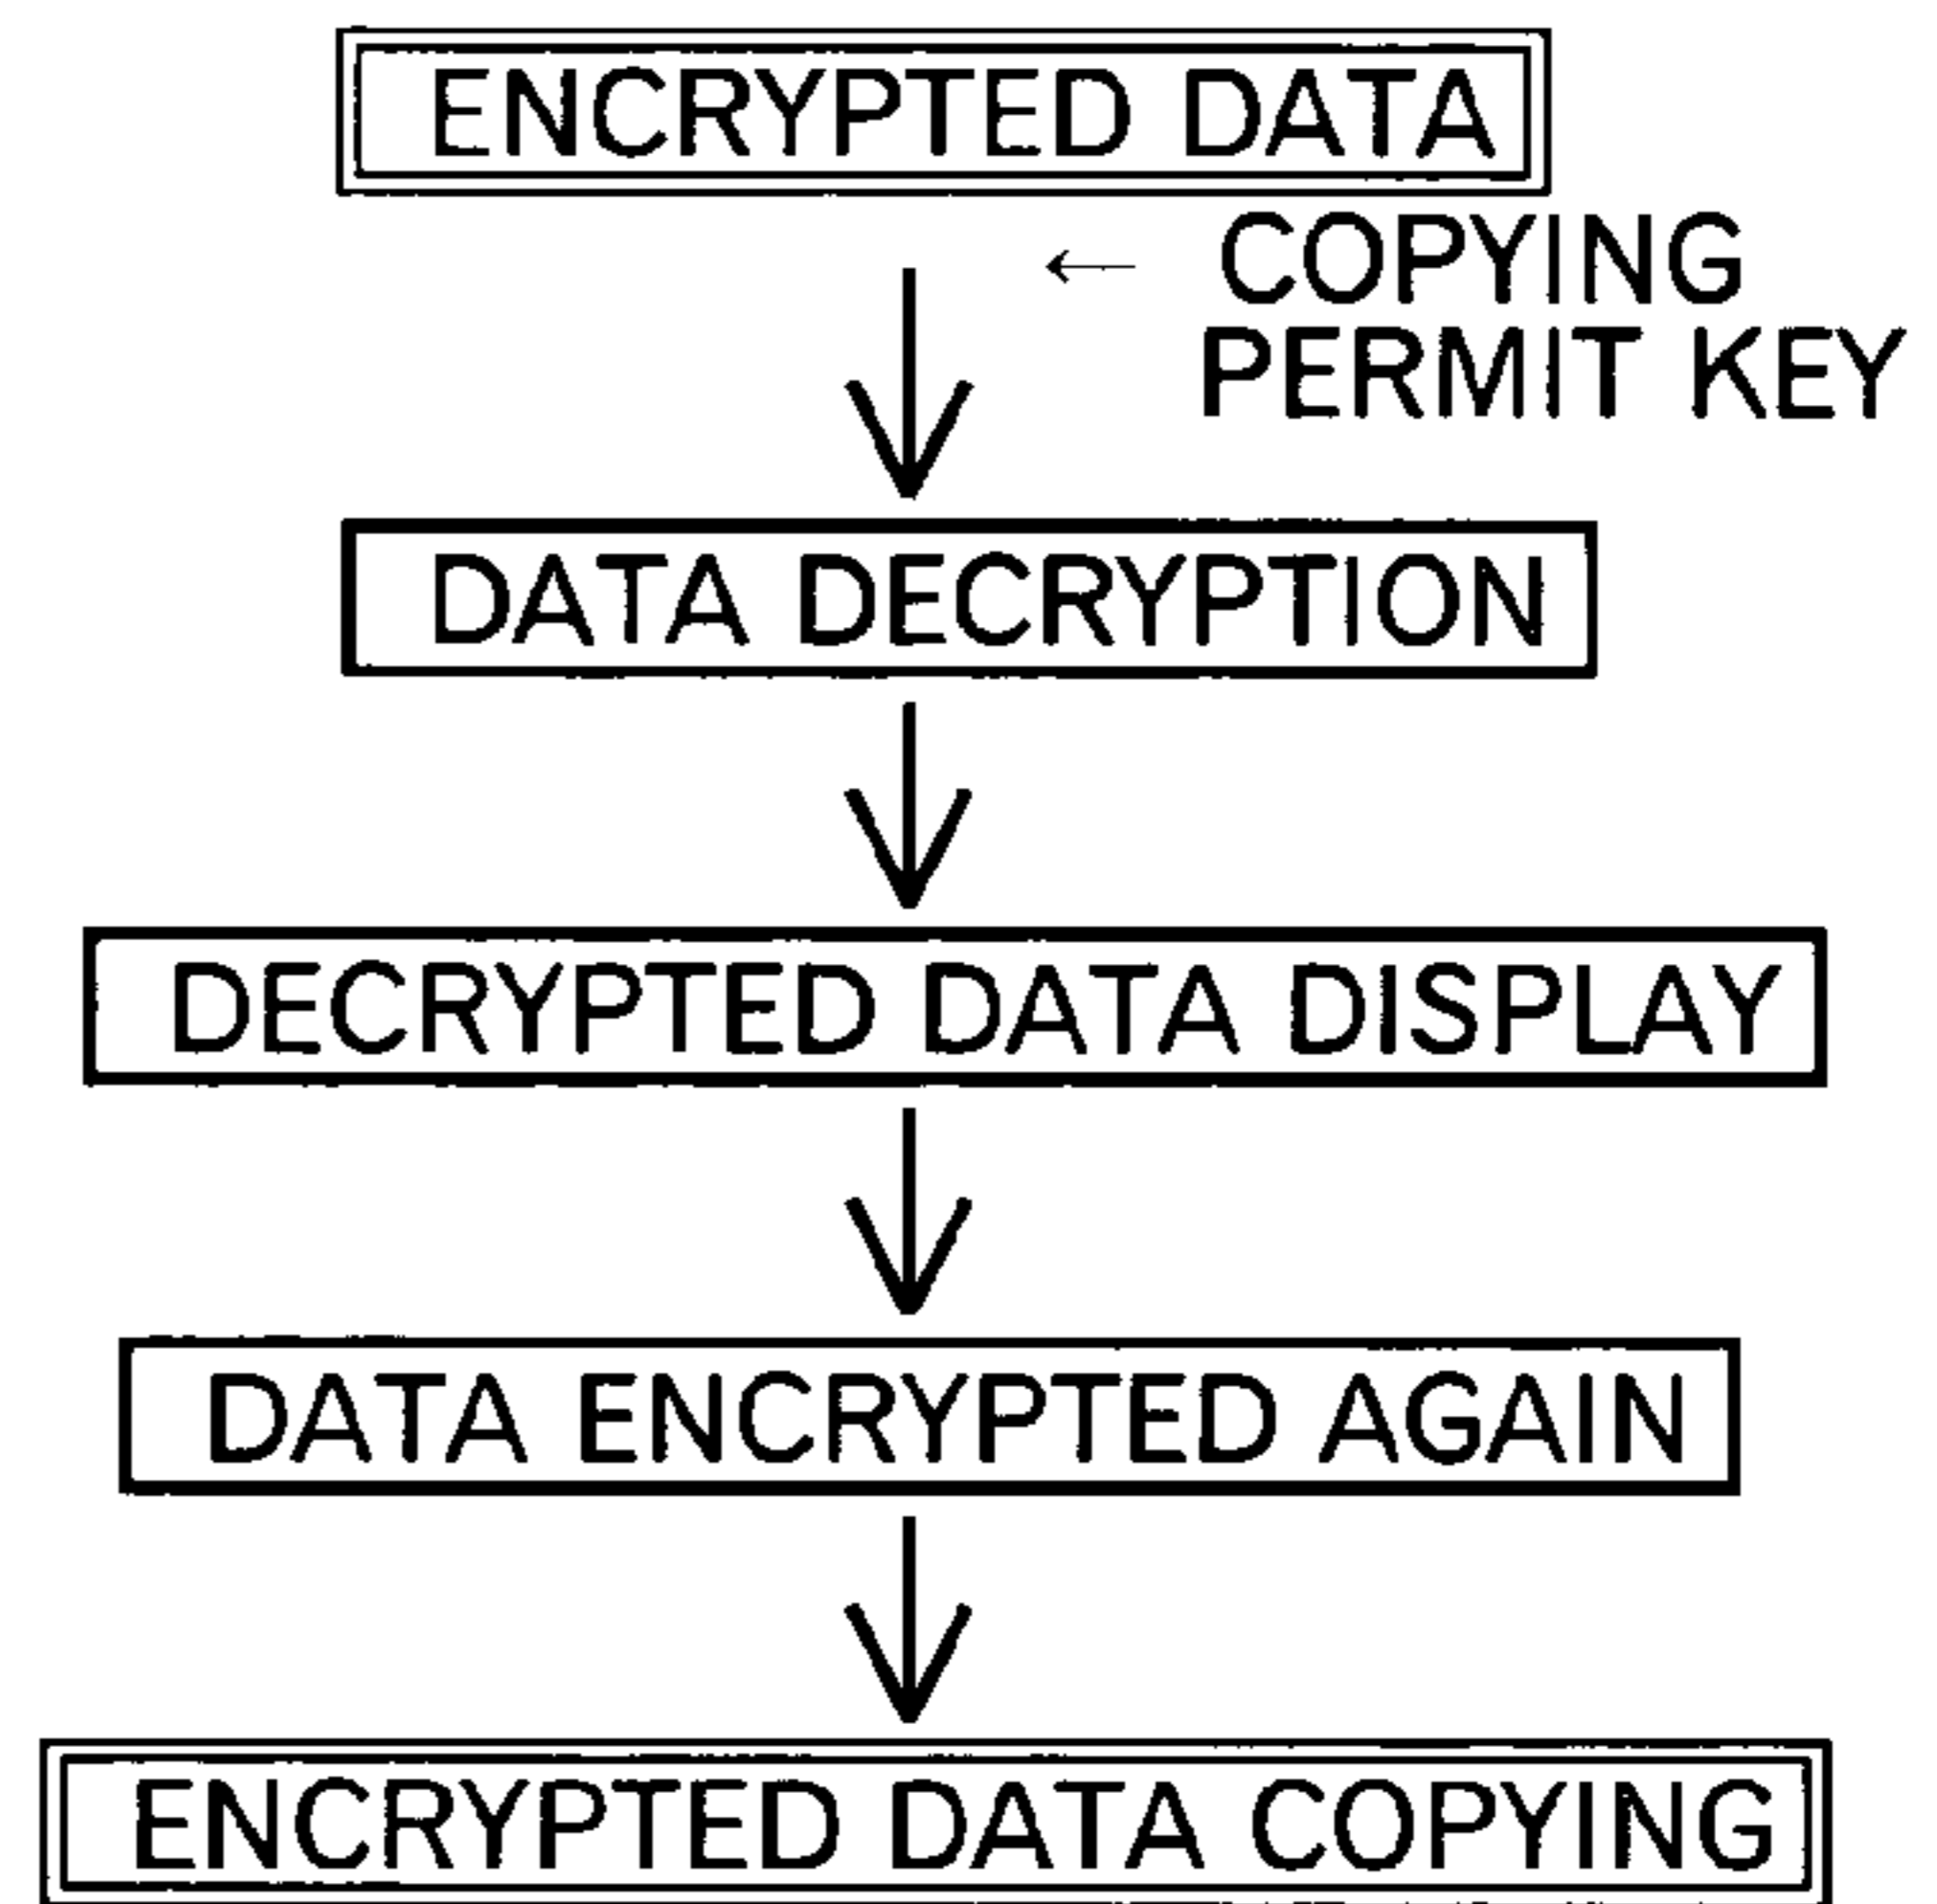 ENCRYPTED DATA
← COPYING
PERMIT KEY
DATA DECRYPTION
DECRYPTED DATA DISPLAY
DATA ENCRYPTED AGAIN
ENCRYPTED DATA COPYING